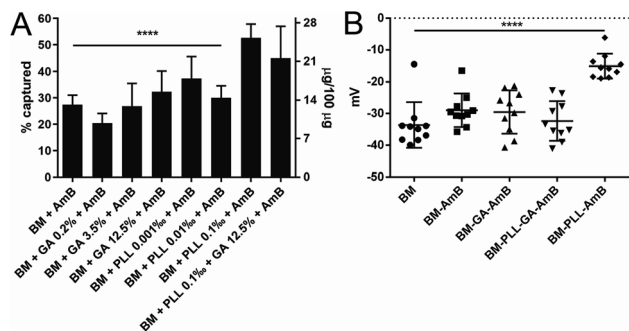 A
% captured
60
50
40
30
20
10
0
****
28
21
14
7
0
µg/100 µg
BM + AmB
BM + GA 0.2% + AmB
BM + GA 3.5% + AmB
BM + GA 12.5% + AmB
BM + PLL 0.001‰ + AmB
BM + PLL 0.01‰ + AmB
BM + PLL 0.1‰ + AmB
BM + PLL 0.1‰ + GA 12.5% + AmB
B
mV
0
-10
-20
-30
-40
-50
****
BM
BM-AmB
BM-GA-AmB
BM-PLL-GA-AmB
BM-PLL-AmB